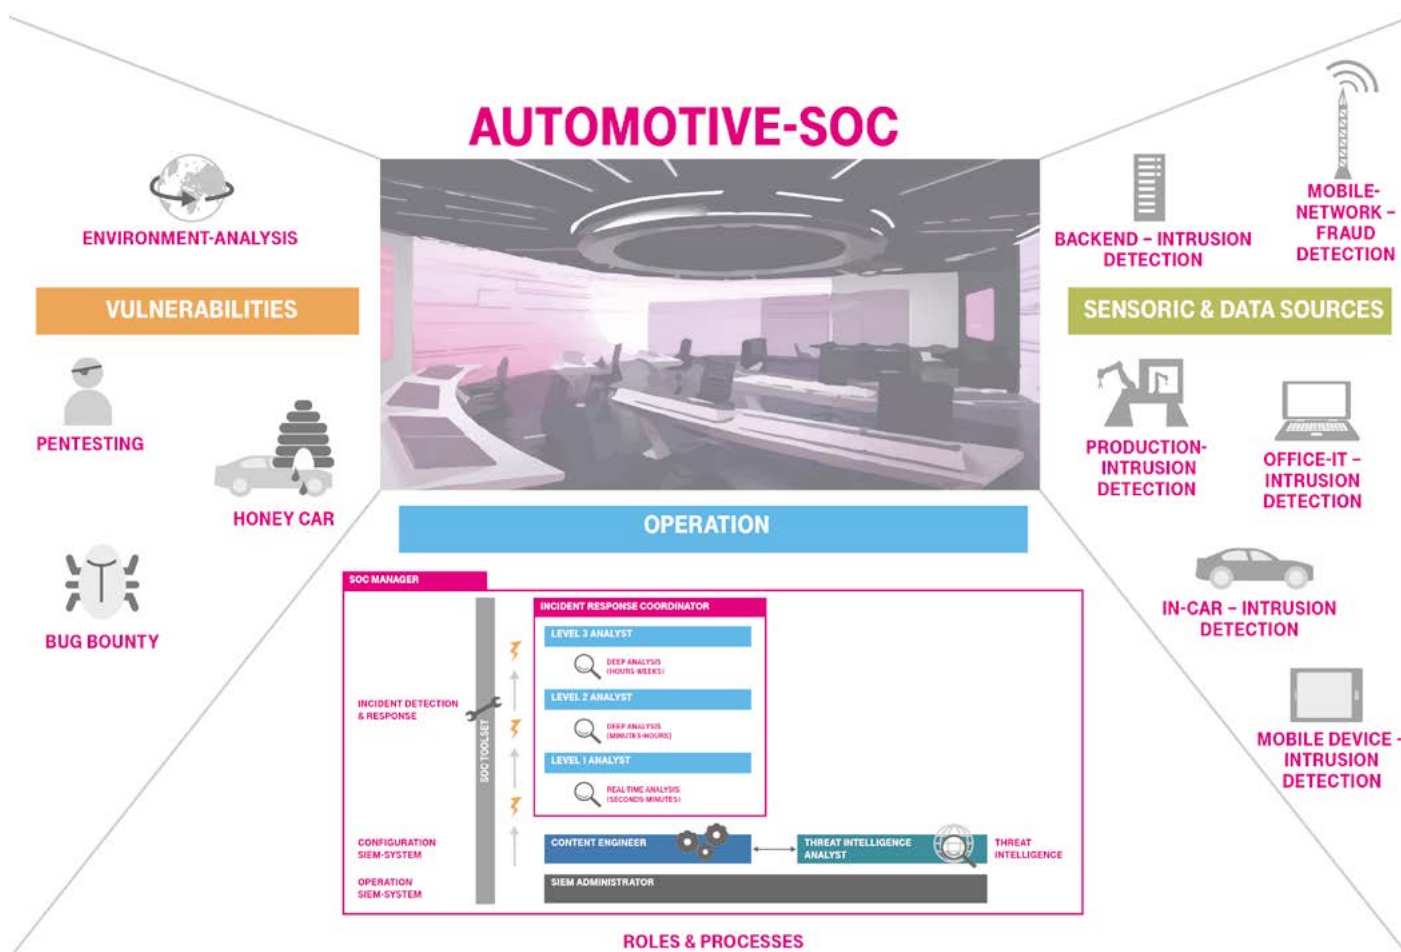 AUTOMOTIVE-SOC
ENVIRONMENT-ANALYSIS
VULNERABILITIES
PENTESTING
HONEY CAR
BUG BOUNTY
BACKEND – INTRUSION
DETECTION
MOBILE-
NETWORK –
FRAUD
DETECTION
SENSORIC & DATA SOURCES
PRODUCTION-
INTRUSION
DETECTION
OFFICE-IT –
INTRUSION
DETECTION
IN-CAR – INTRUSION
DETECTION
MOBILE DEVICE –
INTRUSION
DETECTION
OPERATION
SOC MANAGER
INCIDENT DETECTION
& RESPONSE
SOC TOOLSET
INCIDENT RESPONSE COORDINATOR
LEVEL 3 ANALYST
DEEP ANALYSIS
(HOURS-WEEKS)
LEVEL 2 ANALYST
DEEP ANALYSIS
(MINUTES-HOURS)
LEVEL 1 ANALYST
REAL TIME ANALYSIS
(SECONDS-MINUTES)
CONFIGURATION
SIEM-SYSTEM
CONTENT ENGINEER
THREAT INTELLIGENCE
ANALYST
THREAT
INTELLIGENCE
OPERATION
SIEM-SYSTEM
SIEM ADMINISTRATOR
ROLES & PROCESSES